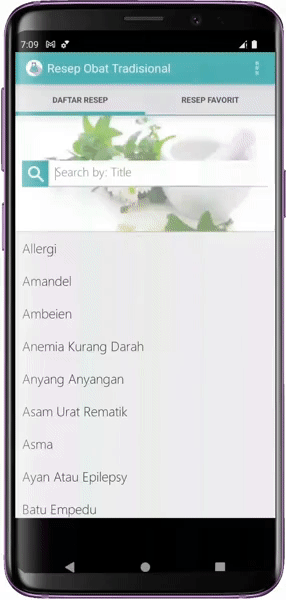 7:09
Resep Obat Tradisional
DAFTAR RESEP
RESEP FAVORIT
Search by: Title
Allergi
Amandel
Ambeien
Anemia Kurang Darah
Anyang Anyangan
Asam Urat Rematik
Asma
Ayan Atau Epilepsy
Batu Empedu